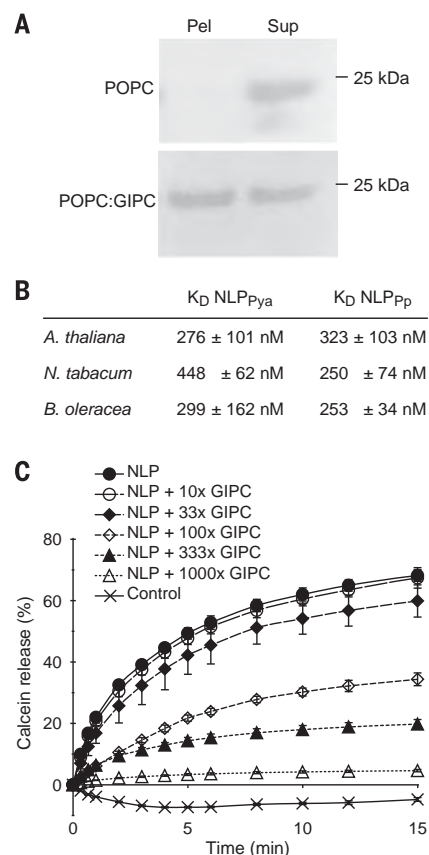 A
Pel Sup
POPC
25 kDa
POPC:GIPC
25 kDa
B
K_D NLP_Pya K_D NLP_Pp
A. thaliana 276 ± 101 nM 323 ± 103 nM
N. tabacum 448 ± 62 nM 250 ± 74 nM
B. oleracea 299 ± 162 nM 253 ± 34 nM
C
NLP
NLP + 10x GIPC
NLP + 33x GIPC
NLP + 100x GIPC
NLP + 333x GIPC
NLP + 1000x GIPC
Control
80
60
40
20
0
Calcein release (%)
0 5 10 15
Time (min)